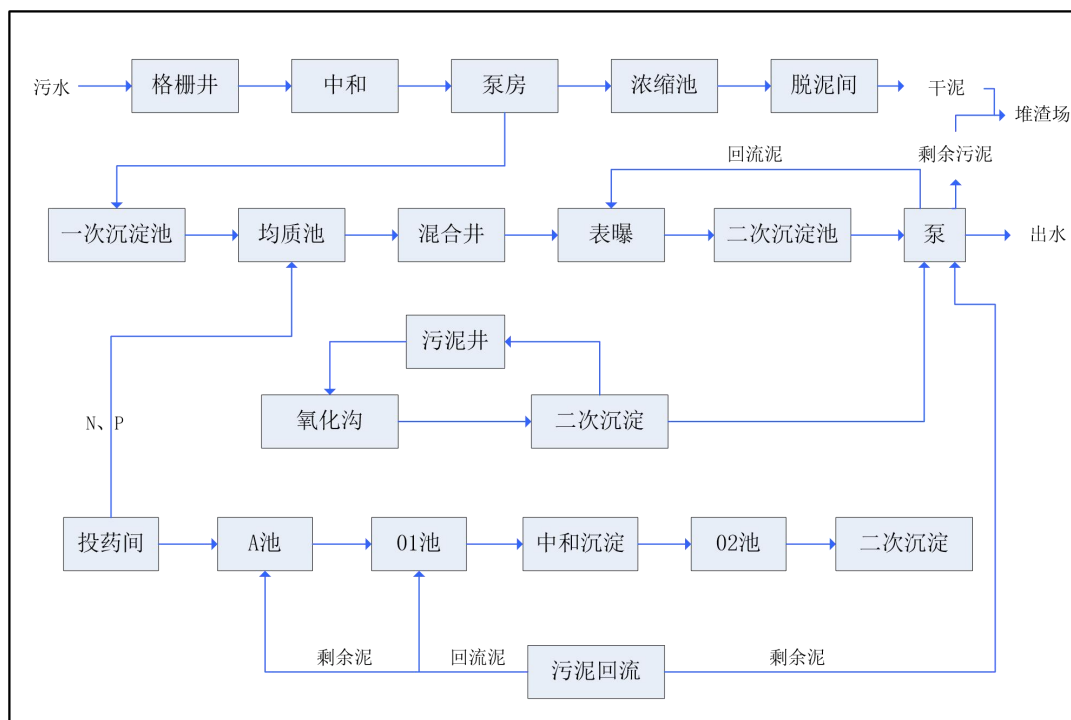 污水
格栅井
中和
泵房
浓缩池
脱泥间
干泥
堆渣场
回流泥
剩余污泥
一次沉淀池
均质池
混合井
表曝
二次沉淀池
泵
出水
污泥井
氧化沟
二次沉淀
N、P
投药间
A池
O1池
中和沉淀
O2池
二次沉淀
剩余泥
回流泥
污泥回流
剩余泥